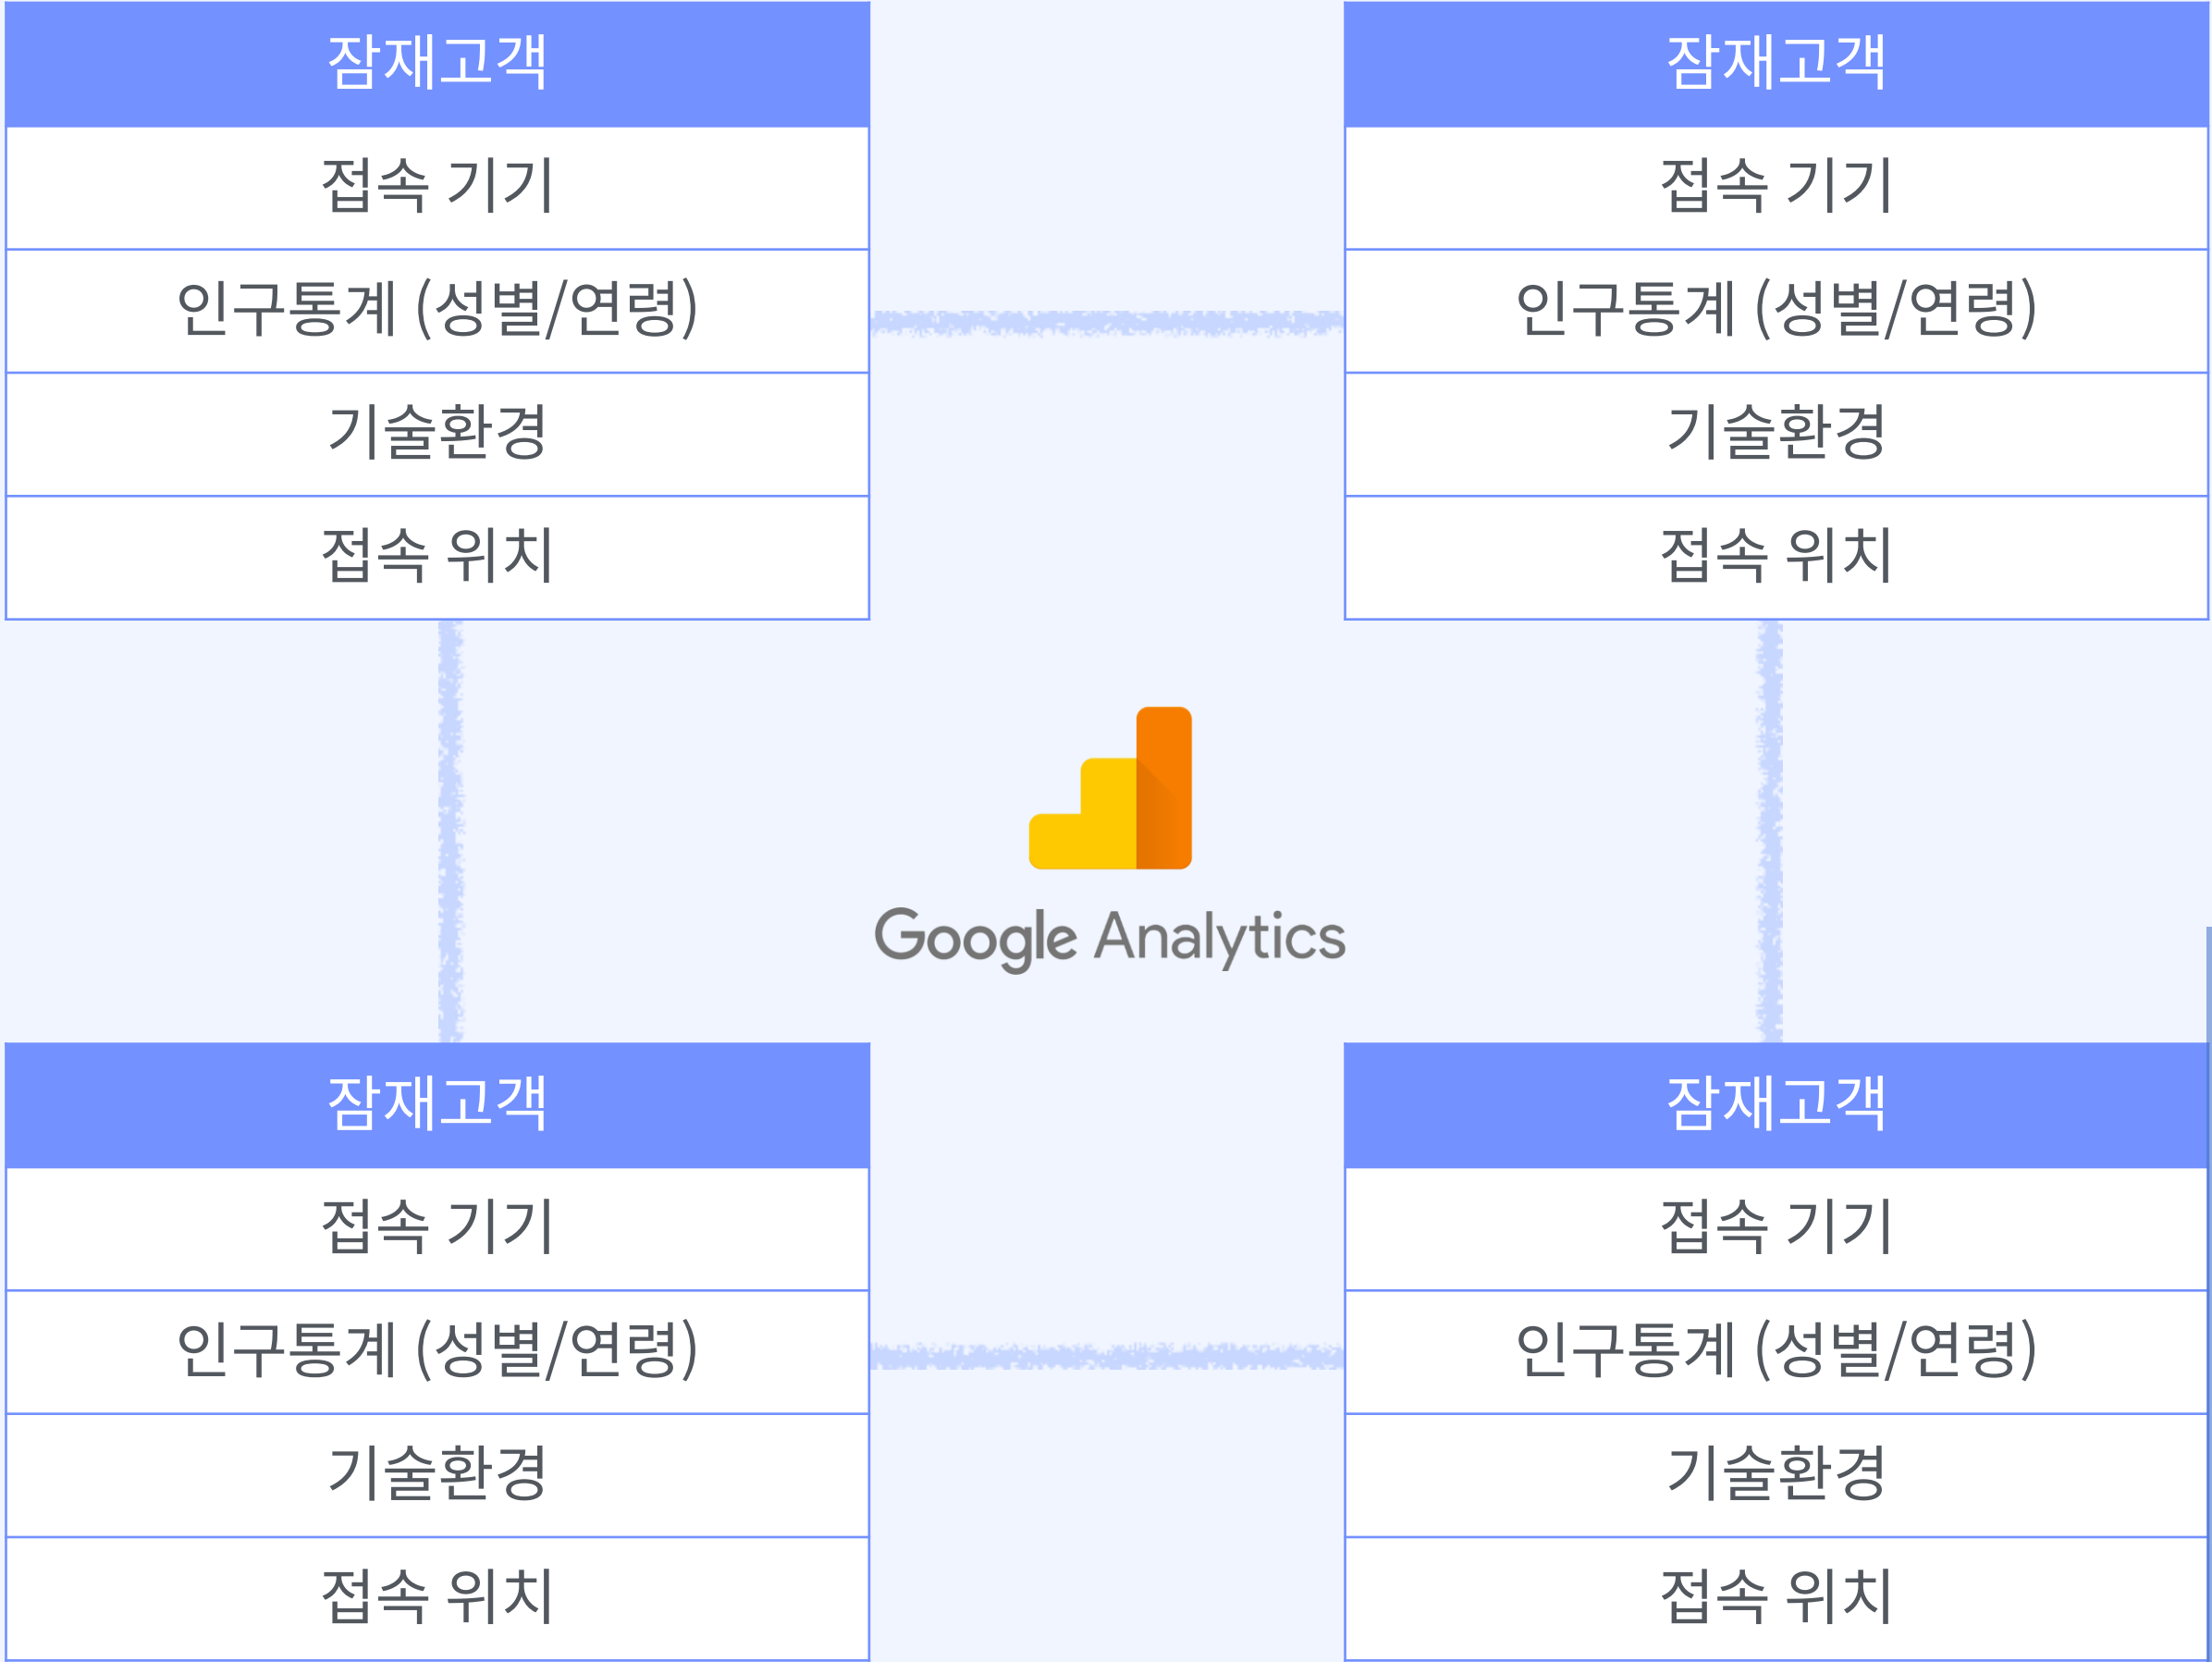 잠재고객
접속 기기
인구통계 (성별/연령)
기술환경
접속 위치
잠재고객
접속 기기
인구통계 (성별/연령)
기술환경
접속 위치
Google Analytics
잠재고객
접속 기기
인구통계 (성별/연령)
기술환경
접속 위치
잠재고객
접속 기기
인구통계 (성별/연령)
기술환경
접속 위치